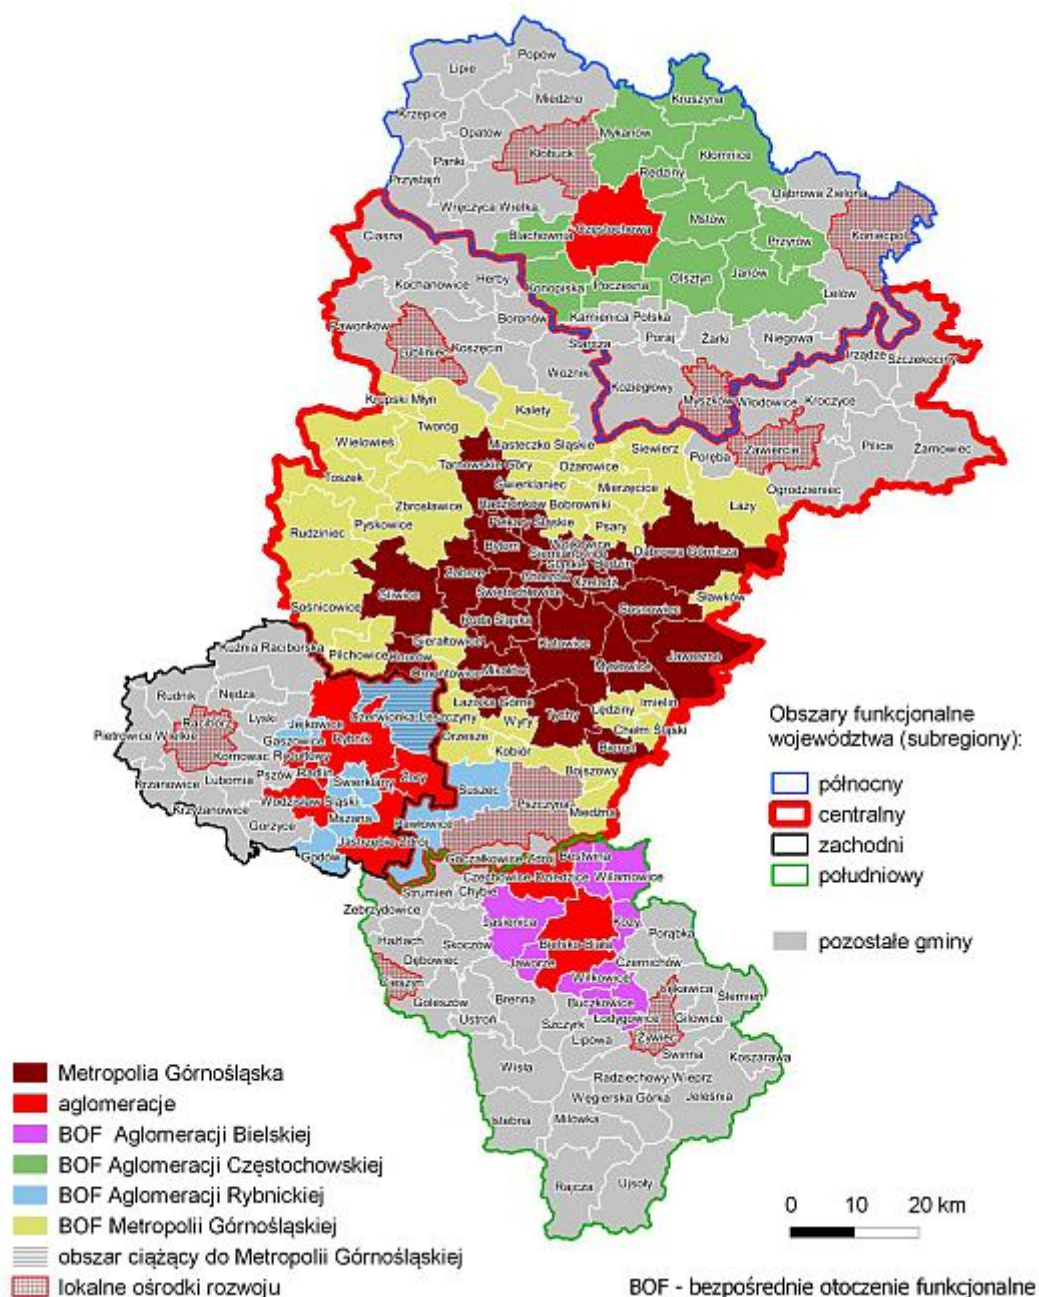 Popów
Lipie
Miedźno
Kruszyna
Krzepice
Opatów
Mykanów
Kłobuck
Kłomnice
Panki
Rędziny
Przystajń
Dąbrowa Zielona
Wręczyca Wielka
Mstów
Koniecpol
Ciasna
Blachownia
Częstochowa
Przyrów
Herby
Olsztyn
Janów
Kochanowice
Konopiska
Poczesna
Lelów
Boronów
Kamienica Polska
Pawonków
Starcza
Poraj
Żarki
Niegowa
Lubliniec
Koszęcin
Irządze
Szczekociny
Woźniki
Koziegłowy
Myszków
Włodowice
Kroczyce
Krupski Młyn
Kalety
Tworóg
Pilica
Żarnowiec
Wielowieś
Miasteczko Śląskie
Siewierz
Poręba
Zawiercie
Tarnowskie Góry
Ożarowice
Toszek
Świerklaniec
Mierzęcice
Ogrodzieniec
Zbrosławice
Radzionków
Bobrowniki
Łazy
Pyskowice
Piekary Śląskie
Psary
Rudziniec
Bytom
Wojkowice
Dąbrowa Górnicza
Siemianowice
Śląskie
Będzin
Zabrze
Chorzów
Czeladź
Gliwice
Świętochłowice
Sławków
Sośnicowice
Sosnowiec
Ruda Śląska
Gierałtowice
Katowice
Kuźnia Raciborska
Pilchowice
Knurów
Jaworzno
Ornontowice
Mikołów
Mysłowice
Rudnik
Nędza
Łaziska Górne
Lędziny
Imielin
Racibórz
Lyski
Jejkowice
Czerwionka-Leszczyny
Wyry
Tychy
Chełm Śląski
Pietrowice Wielkie
Gaszowice
Rybnik
Orzesze
Bieruń
Kornowac
Rydułtowy
Kobiór
Krzanowice
Lubomia
Pszów
Radlin
Świerklany
Żory
Suszec
Bojszowy
Krzyżanowice
Wodzisław Śląski
Pszczyna
Gorzyce
Mszana
Pawłowice
Miedźna
Godów
Jastrzębie-Zdrój
Goczałkowice-Zdrój
Bestwina
Czechowice-Dziedzice
Wilamowice
Strumień
Chybie
Zebrzydowice
Jasienica
Kozy
Porąbka
Hażlach
Skoczów
Bielsko-Biała
Dębowiec
Jaworze
Czernichów
Wilkowice
Cieszyn
Łękawica
Ślemień
Goleszów
Brenna
Buczkowice
Gilowice
Ustroń
Szczyrk
Łodygowice
Lipowa
Żywiec
Świnna
Koszarawa
Wisła
Radziechowy-Wieprz
Węgierska Górka
Jeleśnia
Istebna
Milówka
Rajcza
Ujsoły
Obszary funkcjonalne
województwa (subregiony):
północny
centralny
zachodni
południowy
pozostałe gminy
Metropolia Górnośląska
aglomeracje
BOF Aglomeracji Bielskiej
BOF Aglomeracji Częstochowskiej
BOF Aglomeracji Rybnickiej
BOF Metropolii Górnośląskiej
obszar ciążący do Metropolii Górnośląskiej
lokalne ośrodki rozwoju
0 10 20 km
BOF - bezpośrednie otoczenie funkcjonalne